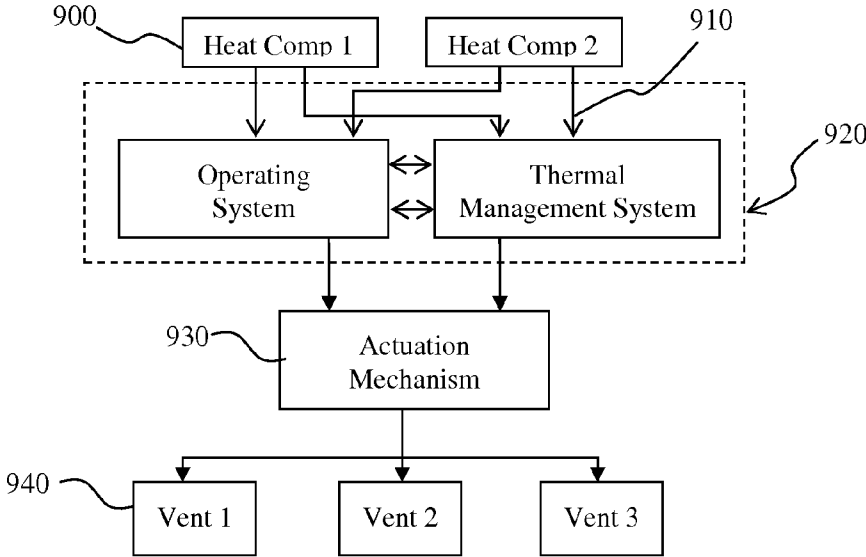 900
Heat Comp 1
Heat Comp 2
910
920
Operating
System
Thermal
Management System
930
Actuation
Mechanism
940
Vent 1
Vent 2
Vent 3